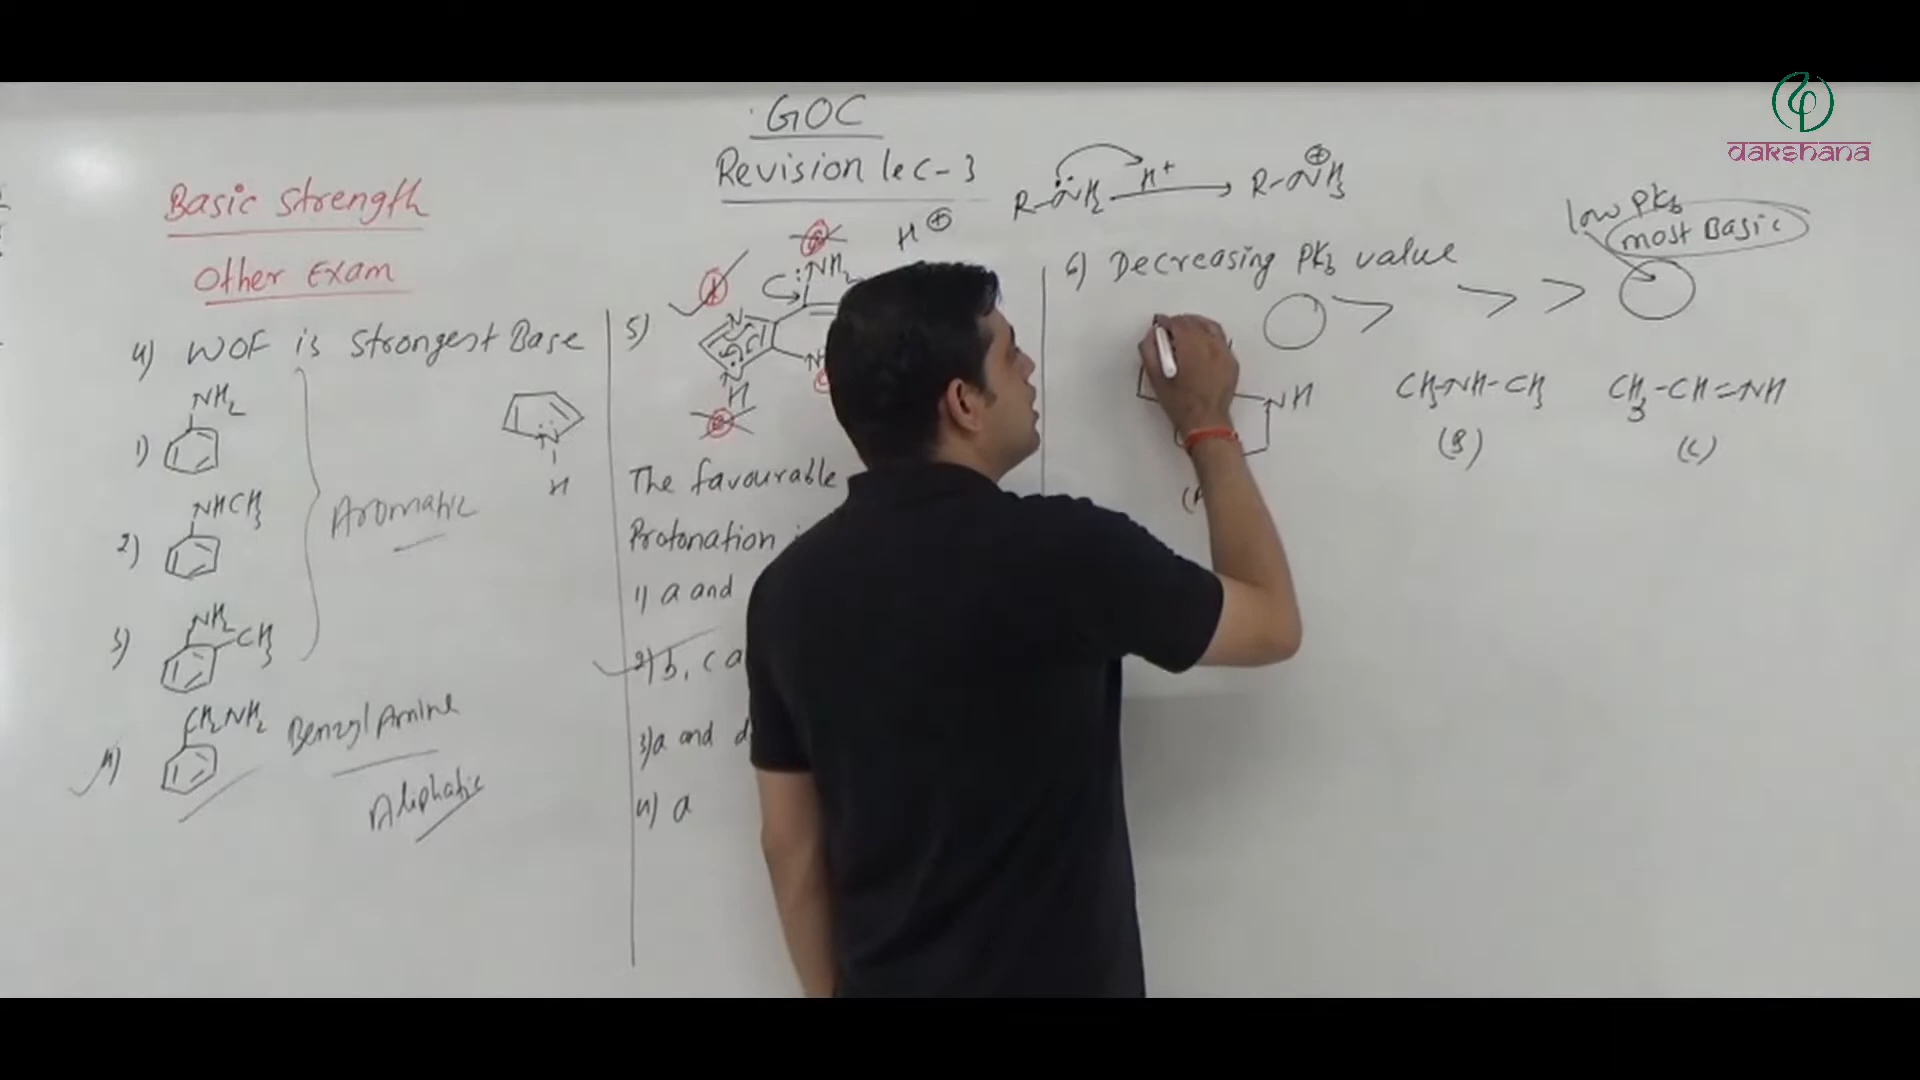 GOC
Revision lec-3
Basic Strength
Other Exam
4) WOF is Strongest Base
1) NH2
2) NHCH3
3) NH2 CH3
4) CH2NH2 Benzyl Amine
Aromatic
Aliphatic
N
H
5)
NH2
H⊕
N
N
H
The favourable
Protonation
1) a and
2) b, c a
3) a and d
4) a
R-NH2 H+ R-NH3
6) Decreasing Pkb value
low Pkb
most Basic
> > >
NH
CH3-NH-CH3
(B)
CH3-CH=NH
(C)
dakshana